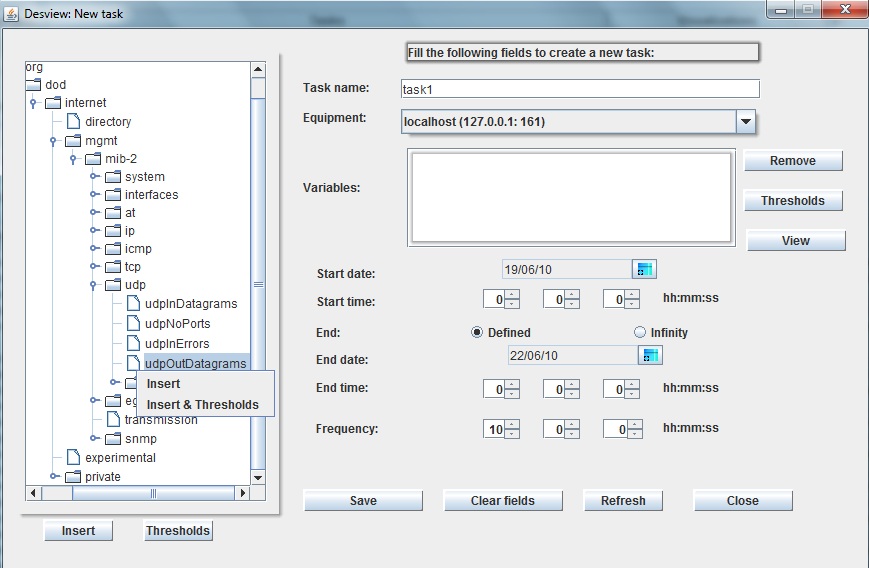 Desview: New task
Fill the following fields to create a new task:
org
dod
internet
directory
mgmt
mib-2
system
interfaces
at
ip
icmp
tcp
udp
udpInDatagrams
udpNoPorts
udpInErrors
udpOutDatagrams
Insert
Insert & Thresholds
eg
transmission
snmp
experimental
private
Insert
Thresholds
Task name:
task1
Equipment:
localhost (127.0.0.1: 161)
Variables:
Remove
Thresholds
View
Start date:
19/06/10
Start time:
0 0 0 hh:mm:ss
End:
Defined Infinity
End date:
22/06/10
End time:
0 0 0 hh:mm:ss
Frequency:
10 0 0 hh:mm:ss
Save Clear fields Refresh Close